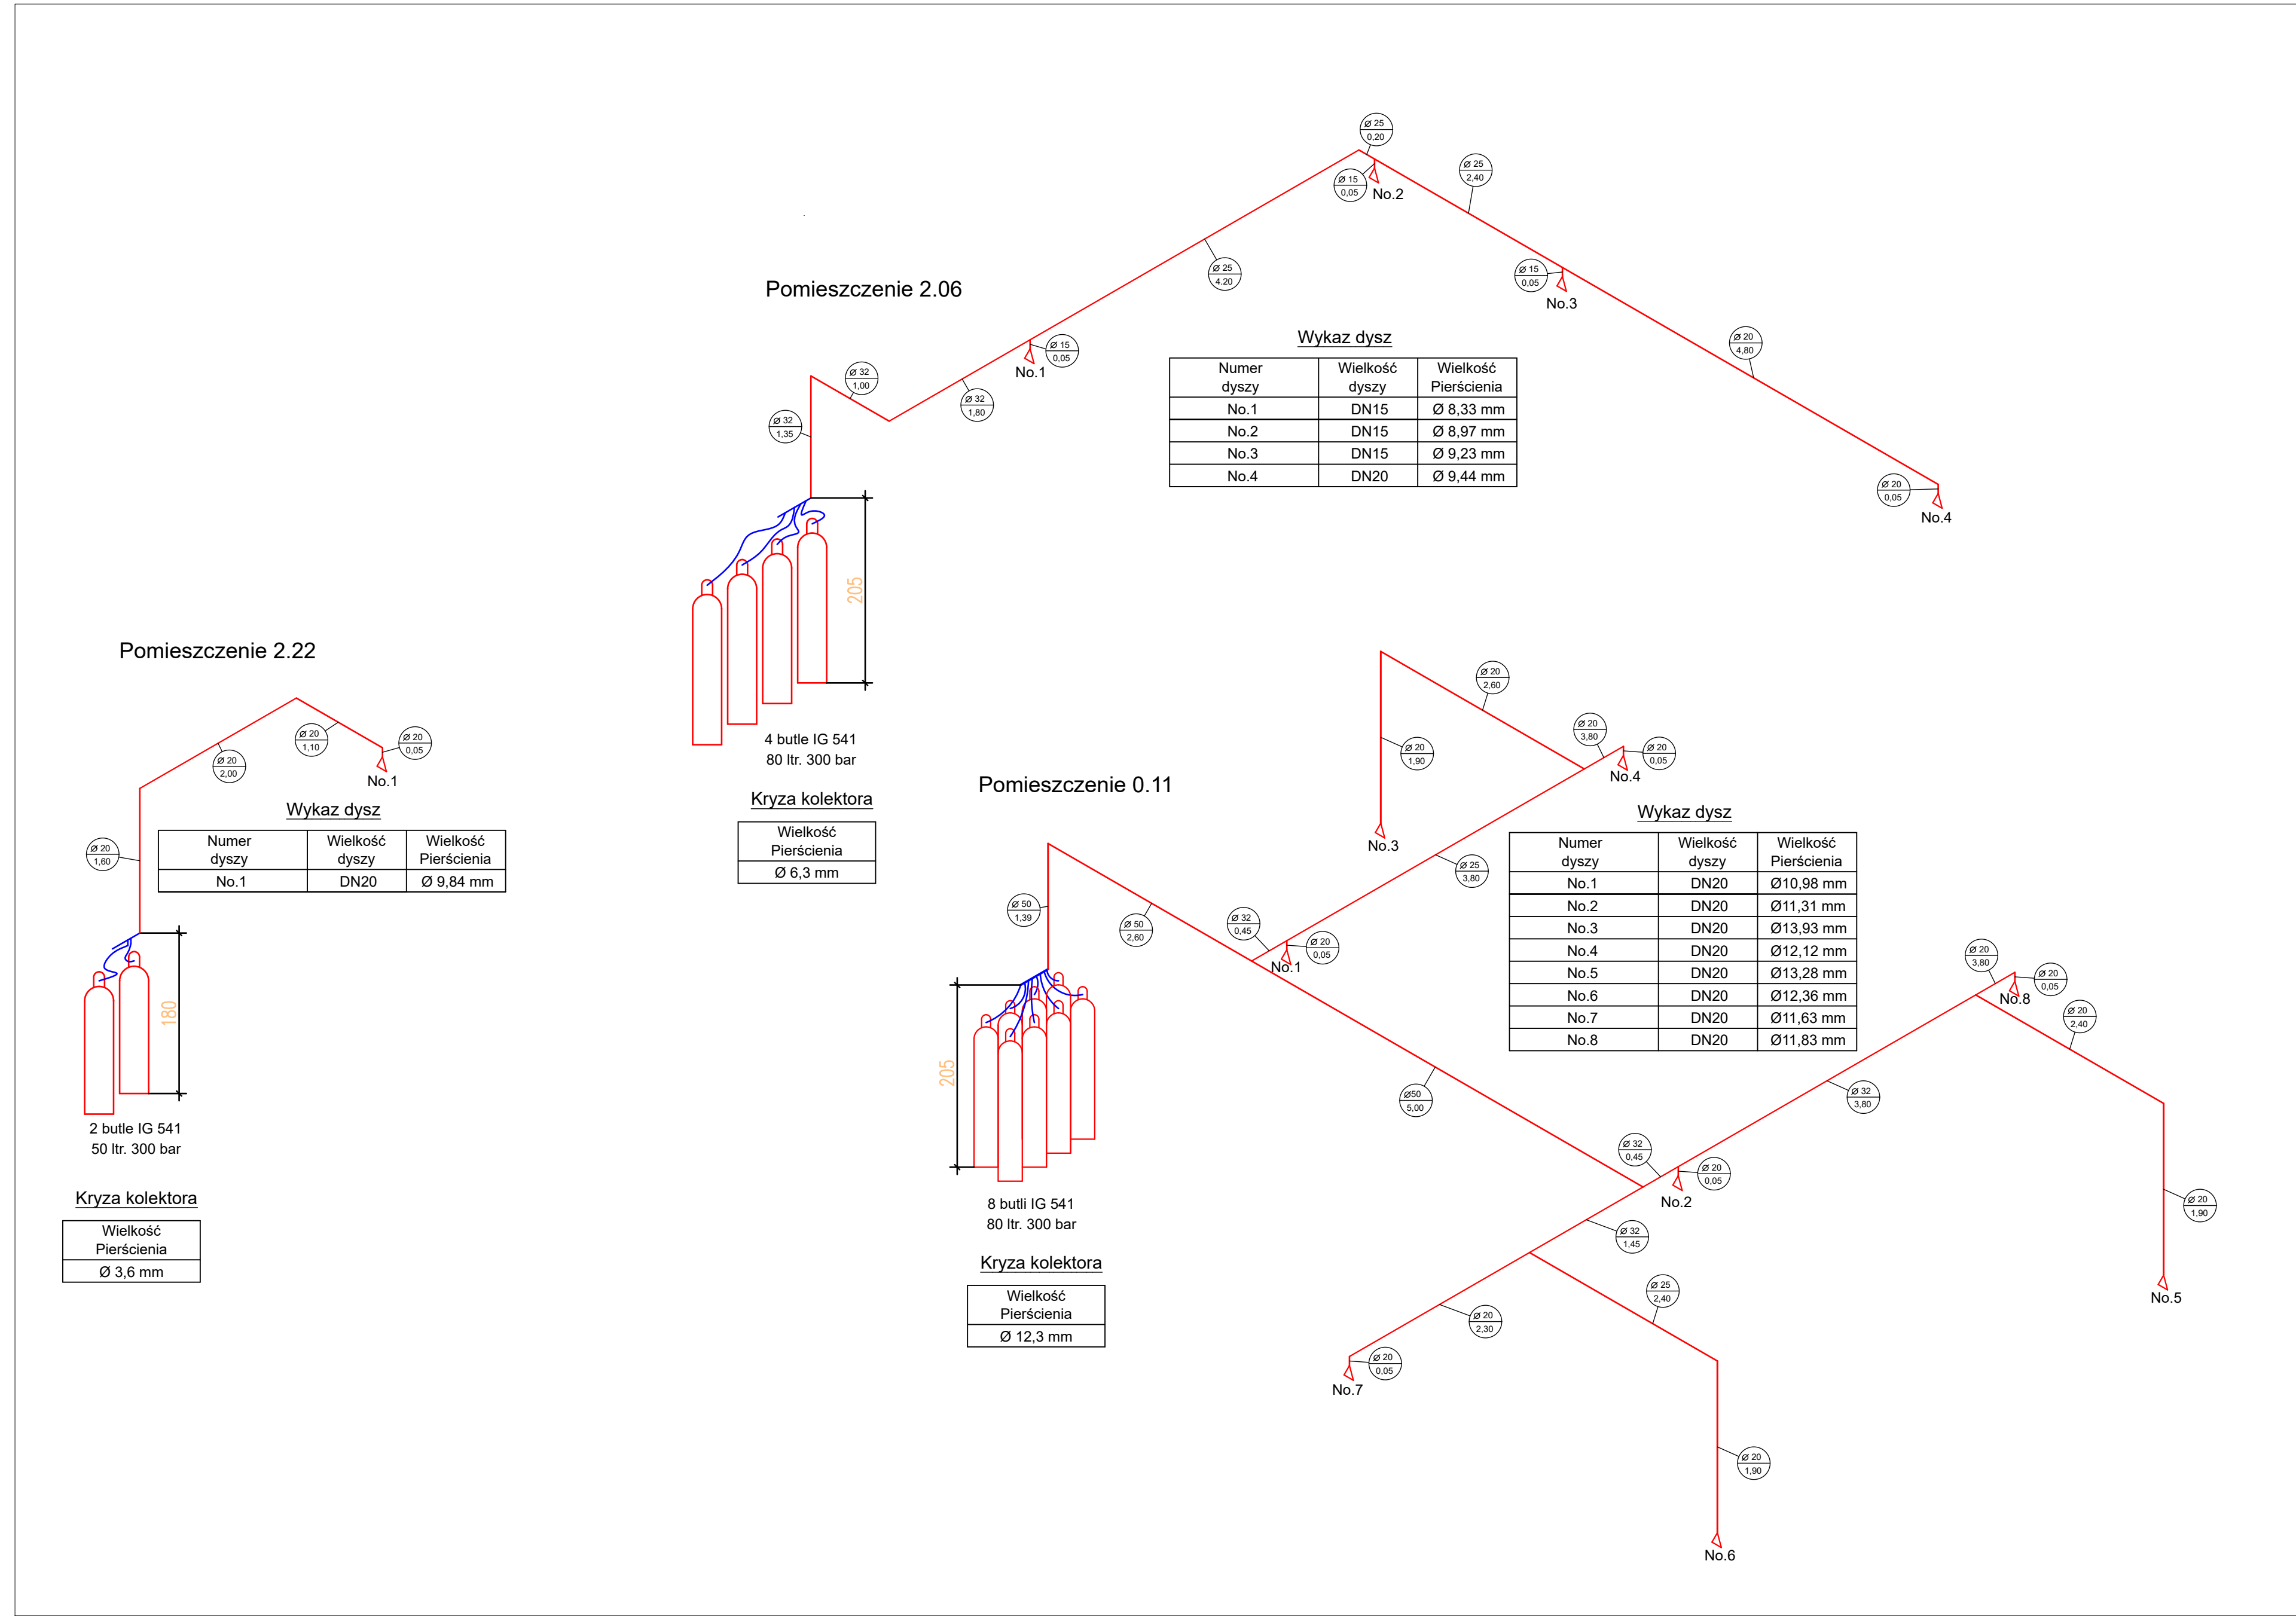 Pomieszczenie 2.06
Ø 25
0,20
Ø 15
0,05
No.2
Ø 25
2,40
Ø 25
4.20
Ø 15
0,05
No.3
Ø 20
4,80
Ø 15
0,05
No.1
Ø 32
1,00
Ø 32
1,80
Ø 32
1,35
Ø 20
0,05
No.4
Wykaz dysz
Numer dyszy Wielkość dyszy Wielkość Pierścienia
No.1 DN15 Ø 8,33 mm
No.2 DN15 Ø 8,97 mm
No.3 DN15 Ø 9,23 mm
No.4 DN20 Ø 9,44 mm
205
4 butle IG 541
80 ltr. 300 bar
Kryza kolektora
Wielkość
Pierścienia
Ø 6,3 mm
Pomieszczenie 2.22
Ø 20
1,10
Ø 20
0,05
Ø 20
2,00
No.1
Ø 20
1,60
Wykaz dysz
Numer dyszy Wielkość dyszy Wielkość Pierścienia
No.1 DN20 Ø 9,84 mm
180
2 butle IG 541
50 ltr. 300 bar
Kryza kolektora
Wielkość
Pierścienia
Ø 3,6 mm
Pomieszczenie 0.11
Ø 20
2,60
Ø 20
3,80
Ø 20
1,90
Ø 20
0,05
No.4
No.3
Ø 25
3,80
Ø 50
1,39
Ø 50
2,60
Ø 32
0,45
Ø 20
0,05
No.1
Wykaz dysz
Numer dyszy Wielkość dyszy Wielkość Pierścienia
No.1 DN20 Ø10,98 mm
No.2 DN20 Ø11,31 mm
No.3 DN20 Ø13,93 mm
No.4 DN20 Ø12,12 mm
No.5 DN20 Ø13,28 mm
No.6 DN20 Ø12,36 mm
No.7 DN20 Ø11,63 mm
No.8 DN20 Ø11,83 mm
205
Ø50
5,00
Ø 20
3,80
Ø 20
0,05
No.8
Ø 20
2,40
Ø 32
3,80
Ø 32
0,45
Ø 20
0,05
No.2
Ø 20
1,90
No.5
Ø 32
1,45
Ø 25
2,40
Ø 20
2,30
Ø 20
0,05
No.7
Ø 20
1,90
No.6
8 butli IG 541
80 ltr. 300 bar
Kryza kolektora
Wielkość
Pierścienia
Ø 12,3 mm